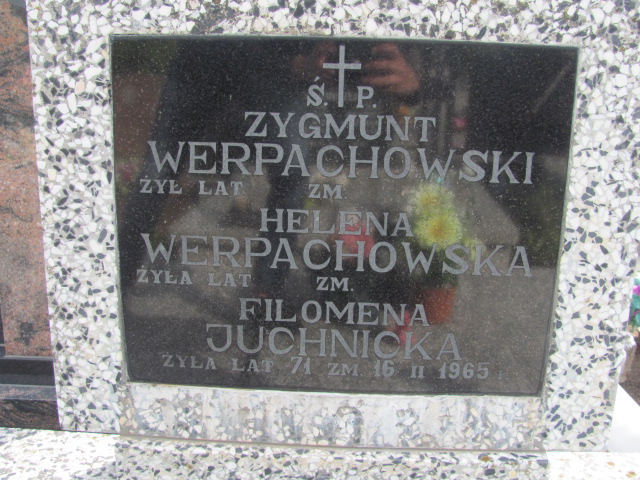 Ś. P.
ZYGMUNT
WERPACHOWSKI
ŻYŁ LAT ZM.
HELENA
WERPACHOWSKA
ŻYŁA LAT ZM.
FILOMENA
JUCHNICKA
ŻYŁA LAT 71 ZM. 16 II 1965